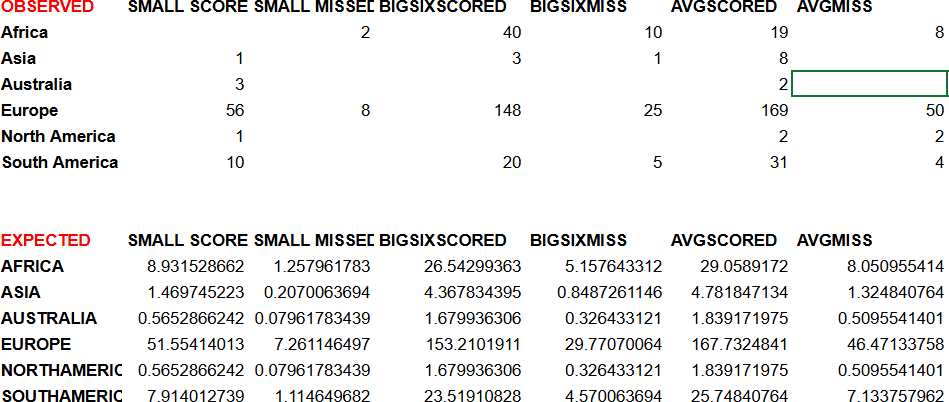 OBSERVED SMALL SCORE SMALL MISSED BIGSIXSCORED BIGSIXMISS AVGSCORED AVGMISS
Africa 2 40 10 19 8
Asia 1 3 1 8
Australia 3 2
Europe 56 8 148 25 169 50
North America 1 2 2
South America 10 20 5 31 4
EXPECTED SMALL SCORE SMALL MISSED BIGSIXSCORED BIGSIXMISS AVGSCORED AVGMISS
AFRICA 8.931528662 1.257961783 26.54299363 5.157643312 29.0589172 8.050955414
ASIA 1.469745223 0.2070063694 4.367834395 0.8487261146 4.781847134 1.324840764
AUSTRALIA 0.5652866242 0.07961783439 1.679936306 0.326433121 1.839171975 0.5095541401
EUROPE 51.55414013 7.261146497 153.2101911 29.77070064 167.7324841 46.47133758
NORTHAMERIC 0.5652866242 0.07961783439 1.679936306 0.326433121 1.839171975 0.5095541401
SOUTHAMERIC 7.914012739 1.114649682 23.51910828 4.570063694 25.74840764 7.133757962